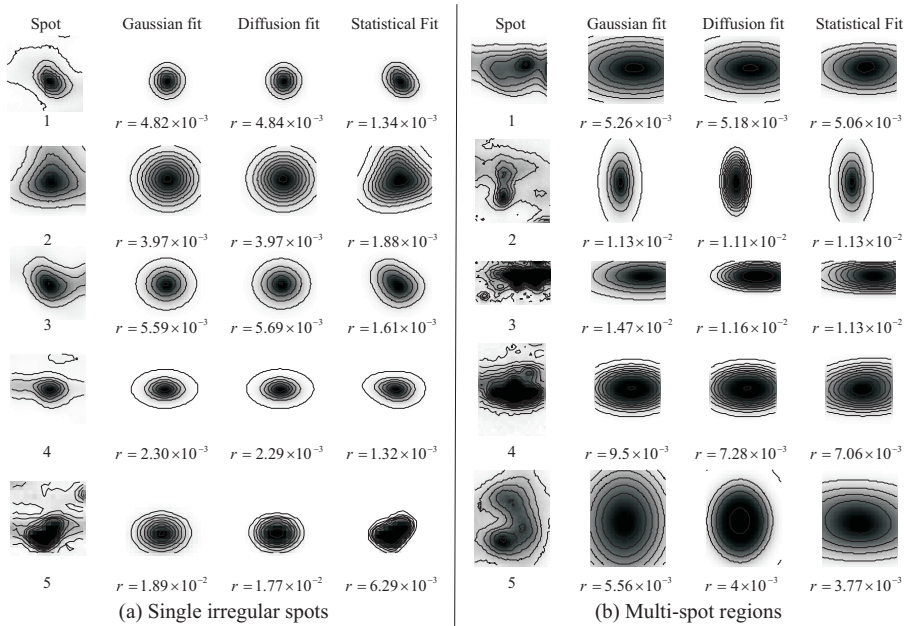 Spot Gaussian fit Diffusion fit Statistical Fit
1 r = 4.82×10⁻³ r = 4.84×10⁻³ r = 1.34×10⁻³
2 r = 3.97×10⁻³ r = 3.97×10⁻³ r = 1.88×10⁻³
3 r = 5.59×10⁻³ r = 5.69×10⁻³ r = 1.61×10⁻³
4 r = 2.30×10⁻³ r = 2.29×10⁻³ r = 1.32×10⁻³
5 r = 1.89×10⁻² r = 1.77×10⁻² r = 6.29×10⁻³
(a) Single irregular spots
Spot Gaussian fit Diffusion fit Statistical Fit
1 r = 5.26×10⁻³ r = 5.18×10⁻³ r = 5.06×10⁻³
2 r = 1.13×10⁻² r = 1.11×10⁻² r = 1.13×10⁻²
3 r = 1.47×10⁻² r = 1.16×10⁻² r = 1.13×10⁻²
4 r = 9.5×10⁻³ r = 7.28×10⁻³ r = 7.06×10⁻³
5 r = 5.56×10⁻³ r = 4×10⁻³ r = 3.77×10⁻³
(b) Multi-spot regions